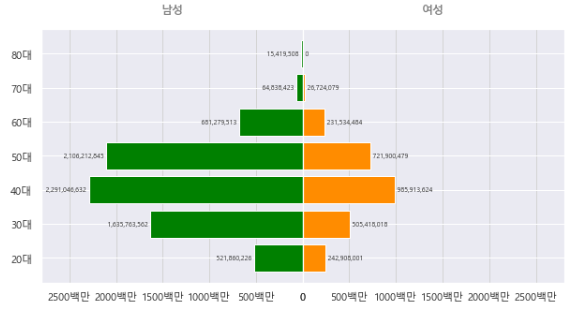 남성 여성
80대 15,419,508 0
70대 64,838,423 26,724,079
60대 681,279,513 231,534,484
50대 2,106,212,845 721,900,479
40대 2,291,046,632 985,913,624
30대 1,635,763,562 505,418,018
20대 521,880,228 242,908,001
2500백만 2000백만 1500백만 1000백만 500백만 0 500백만 1000백만 1500백만 2000백만 2500백만